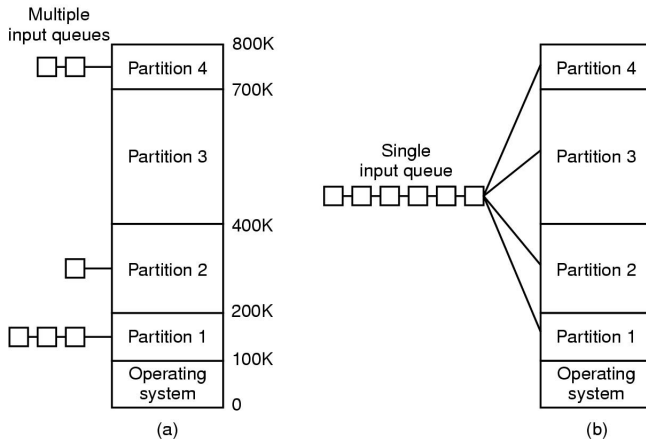 Multiple
input queues
800K
Partition 4
700K
Partition 3
400K
Partition 2
200K
Partition 1
100K
Operating
system
0
(a)
Single
input queue
Partition 4
Partition 3
Partition 2
Partition 1
Operating
system
(b)